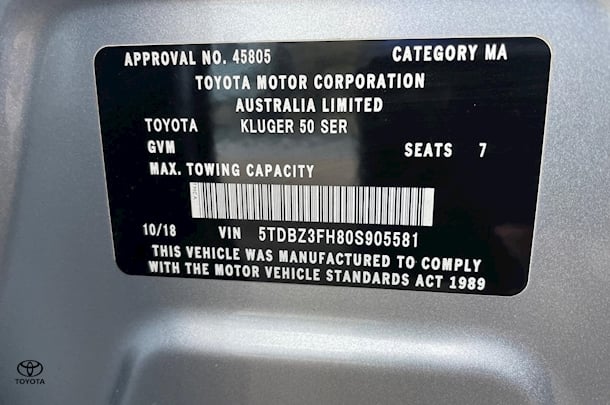 APPROVAL NO. 45805 CATEGORY MA
TOYOTA MOTOR CORPORATION
AUSTRALIA LIMITED
TOYOTA KLUGER 50 SER
GVM SEATS 7
MAX. TOWING CAPACITY
10/18 VIN 5TDBZ3FH80S905581
THIS VEHICLE WAS MANUFACTURED TO COMPLY
WITH THE MOTOR VEHICLE STANDARDS ACT 1989
TOYOTA